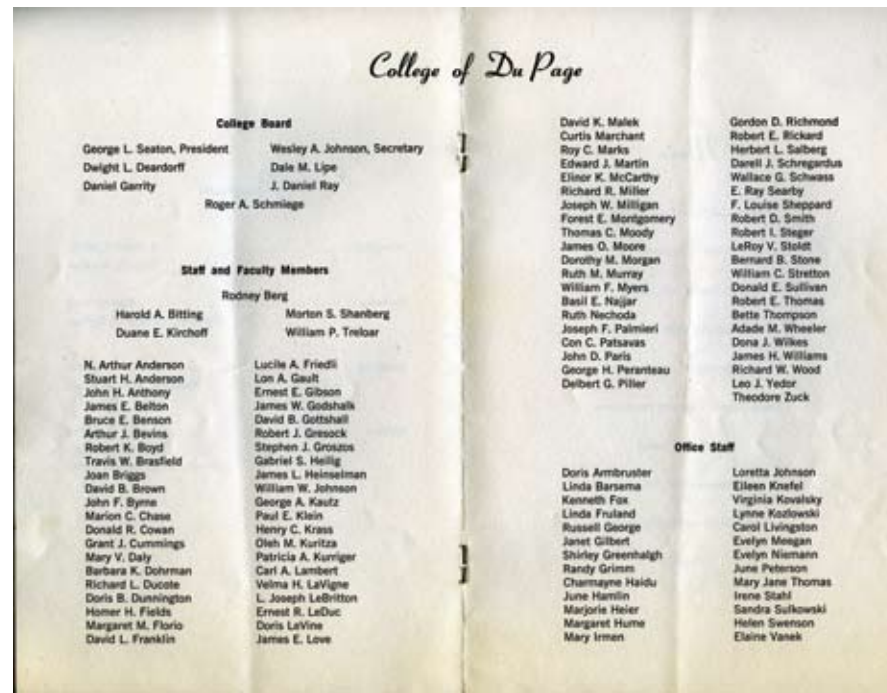 College of Du Page
College Board
George L. Seaton, President Wesley A. Johnson, Secretary
Dwight L. Deardorff Dale M. Lipe
Daniel Garrity J. Daniel Ray
Roger A. Schmiege
Staff and Faculty Members
Rodney Berg
Harold A. Bitting Morton S. Shanberg
Duane E. Kirchoff William P. Treloar
N. Arthur Anderson
Stuart H. Anderson
John H. Anthony
James E. Belton
Bruce E. Benson
Arthur J. Bevins
Robert K. Boyd
Travis W. Brasfield
Joan Briggs
David B. Brown
John F. Byrne
Marion C. Chase
Donald R. Cowan
Grant J. Cummings
Mary V. Daly
Barbara K. Dohrman
Richard L. Ducote
Doris B. Dunnington
Homer H. Fields
Margaret M. Florio
David L. Franklin
Lucile A. Friedli
Lon A. Gault
Ernest E. Gibson
James W. Godshalk
David B. Gottshall
Robert J. Gresock
Stephen J. Groszos
Gabriel S. Heilig
James L. Heinselman
William W. Johnson
George A. Kautz
Paul E. Klein
Henry C. Krass
Oleh M. Kuritza
Patricia A. Kurriger
Carl A. Lambert
Velma H. LaVigne
L. Joseph LeBritton
Ernest R. LeDuc
Doris LaVine
James E. Love
David K. Malek
Curtis Marchant
Roy C. Marks
Edward J. Martin
Elinor K. McCarthy
Richard R. Miller
Joseph W. Milligan
Forest E. Montgomery
Thomas C. Moody
James O. Moore
Dorothy M. Morgan
Ruth M. Murray
William F. Myers
Basil E. Najjar
Ruth Nechoda
Joseph F. Palmieri
Con C. Patsavas
John D. Paris
George H. Peranteau
Delbert G. Piller
Gordon D. Richmond
Robert E. Rickard
Herbert L. Salberg
Darell J. Schregardus
Wallace G. Schwass
E. Ray Searby
F. Louise Sheppard
Robert D. Smith
Robert I. Steger
LeRoy V. Stoldt
Bernard B. Stone
William C. Stretton
Donald E. Sullivan
Robert E. Thomas
Bette Thompson
Adade M. Wheeler
Dona J. Wilkes
James H. Williams
Richard W. Wood
Leo J. Yedor
Theodore Zuck
Office Staff
Doris Armbruster
Linda Barsema
Kenneth Fox
Linda Fruland
Russell George
Janet Gilbert
Shirley Greenhalgh
Randy Grimm
Charmayne Haidu
June Hamlin
Marjorie Heier
Margaret Hume
Mary Irmen
Loretta Johnson
Eileen Knefel
Virginia Kovalsky
Lynne Kozlowski
Carol Livingston
Evelyn Meegan
Evelyn Niemann
June Peterson
Mary Jane Thomas
Irene Stahl
Sandra Sulkowski
Helen Swenson
Elaine Vanek